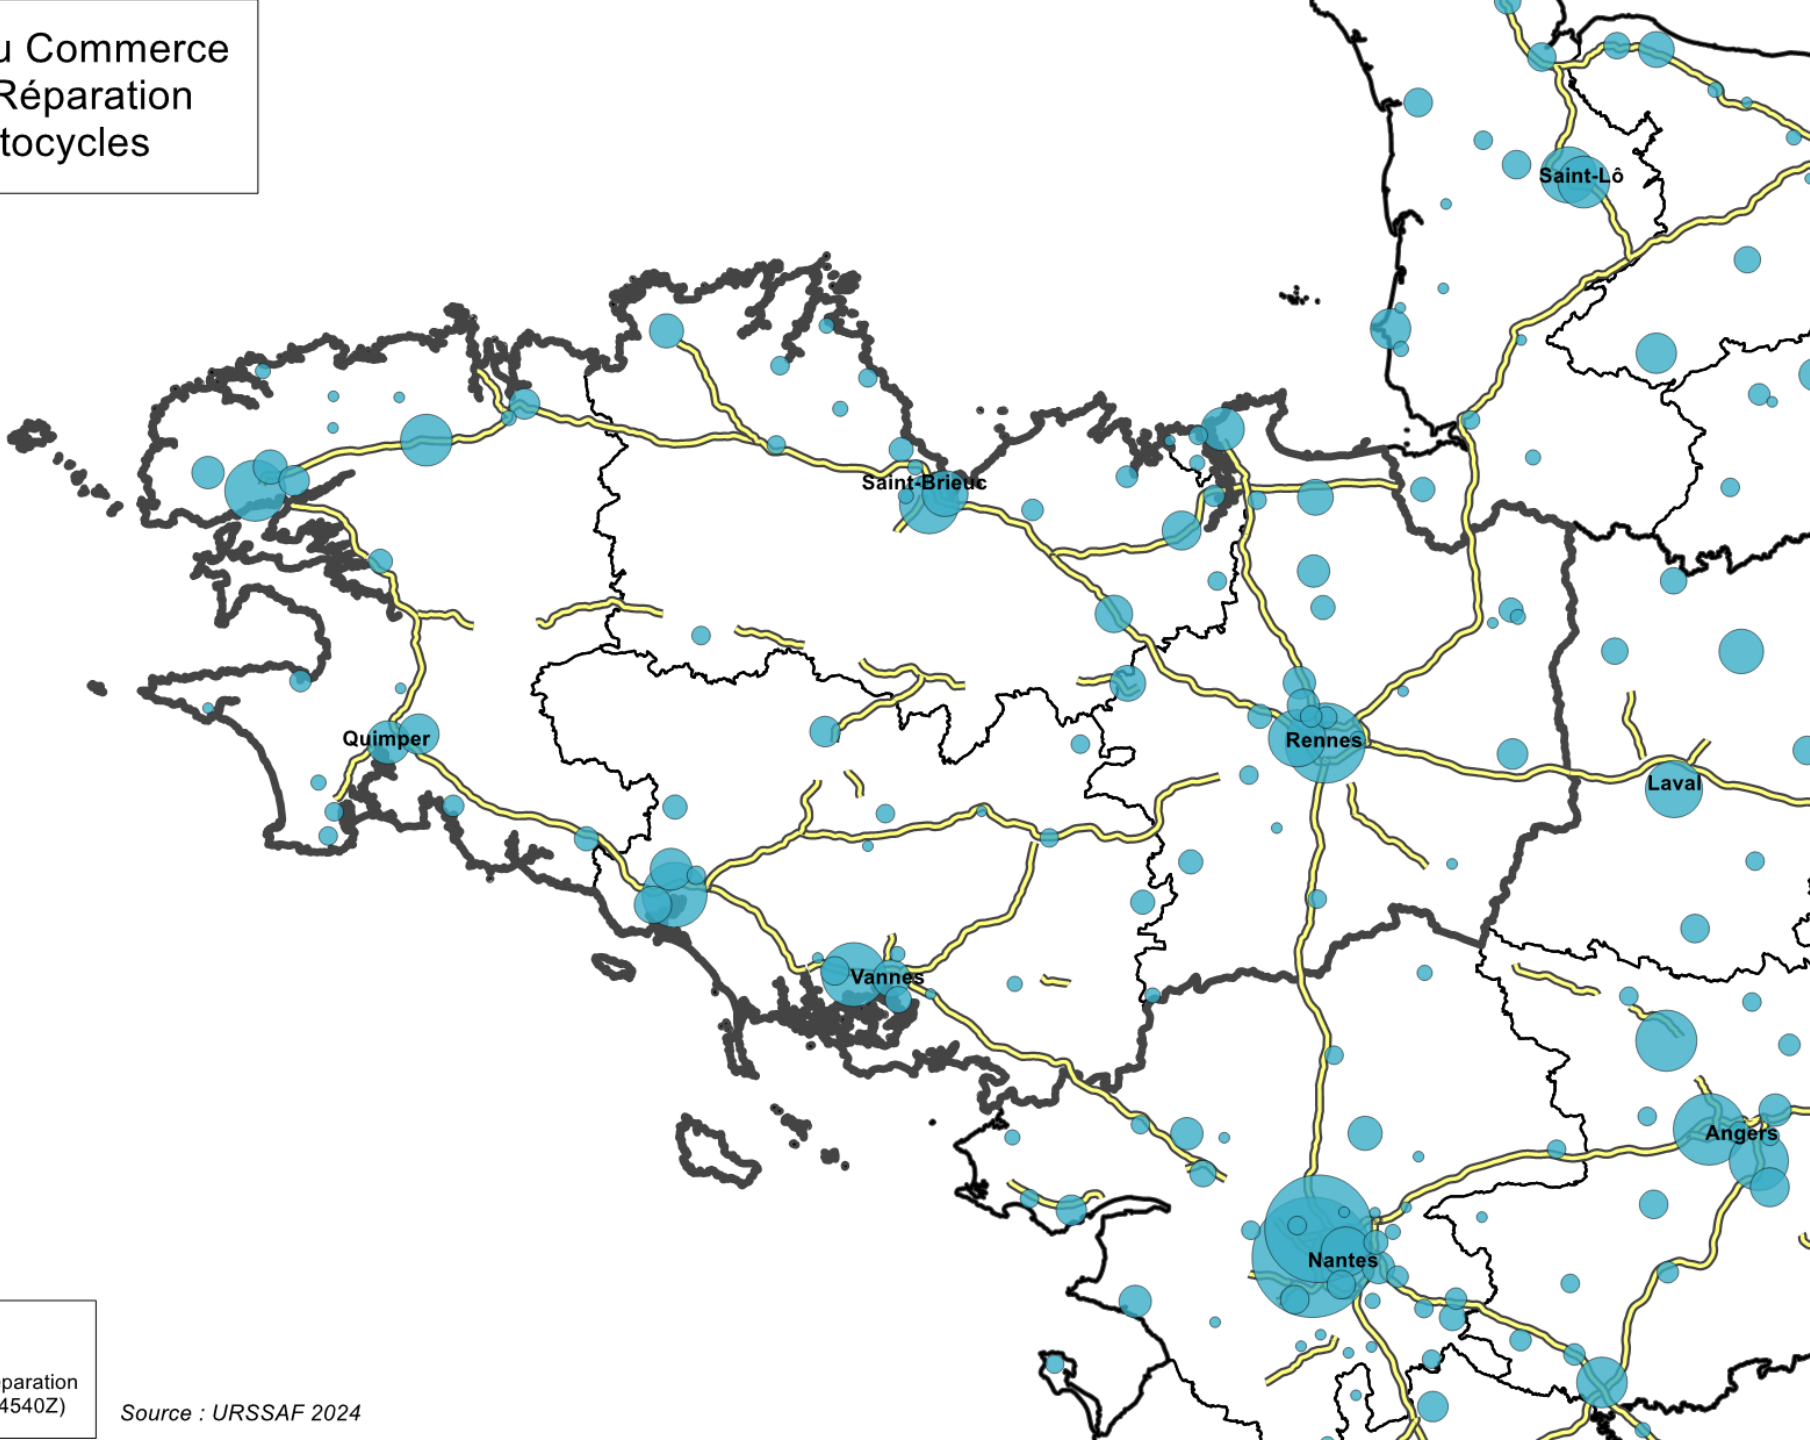 u Commerce
Réparation
tocycles
Saint-Lô
Saint-Brieuc
Quimper
Rennes
Laval
Vannes
Angers
Nantes
paration
4540Z)
Source : URSSAF 2024